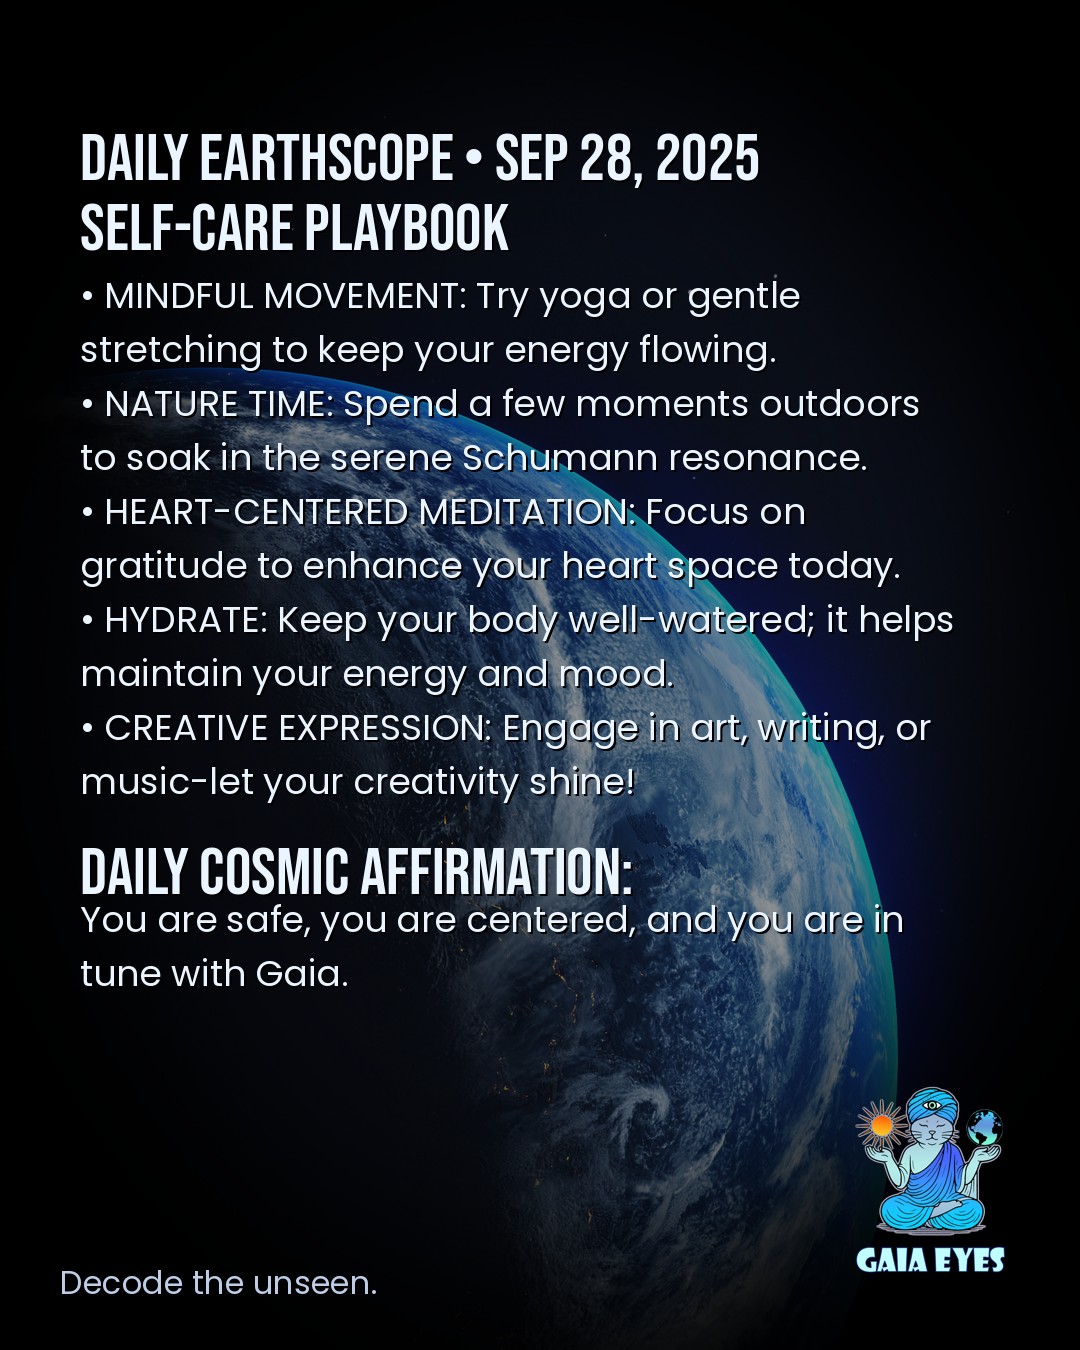 DAILY EARTHSCOPE • SEP 28, 2025
SELF-CARE PLAYBOOK
• MINDFUL MOVEMENT: Try yoga or gentle
stretching to keep your energy flowing.
• NATURE TIME: Spend a few moments outdoors
to soak in the serene Schumann resonance.
• HEART-CENTERED MEDITATION: Focus on
gratitude to enhance your heart space today.
• HYDRATE: Keep your body well-watered; it helps
maintain your energy and mood.
• CREATIVE EXPRESSION: Engage in art, writing, or
music-let your creativity shine!
DAILY COSMIC AFFIRMATION:
You are safe, you are centered, and you are in
tune with Gaia.
GAIA EYES
Decode the unseen.